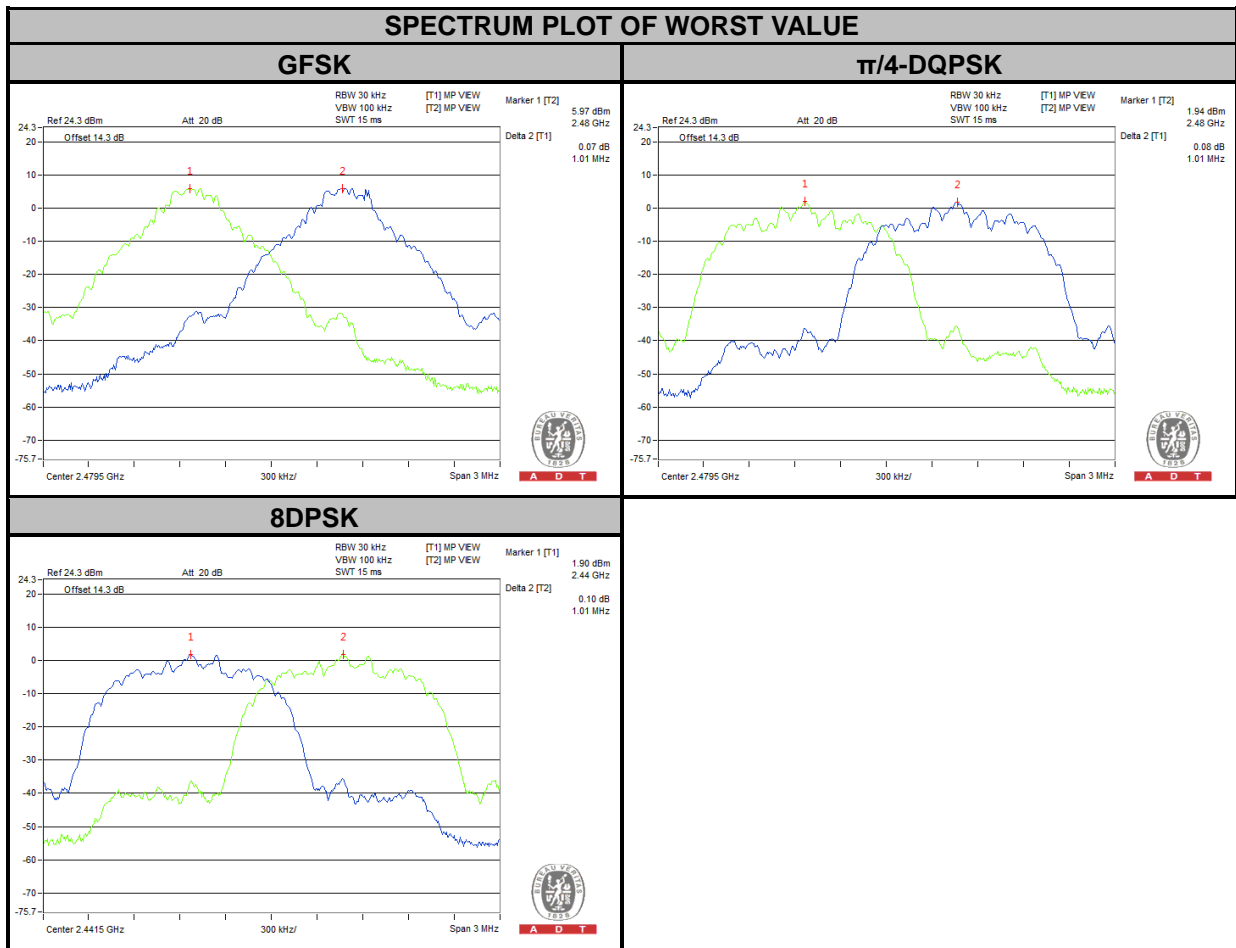 SPECTRUM PLOT OF WORST VALUE
GFSK
π/4-DQPSK
RBW 30 kHz [T1] MP VIEW
VBW 100 kHz [T2] MP VIEW
SWT 15 ms
Ref 24.3 dBm Att 20 dB
Marker 1 [T2]
5.97 dBm
2.48 GHz
Delta 2 [T1]
0.07 dB
1.01 MHz
24.3
Offset 14.3 dB
20
10
0
-10
-20
-30
-40
-50
-60
-70
-75.7
1
2
Center 2.4795 GHz 300 kHz/ Span 3 MHz
BUREAU VERITAS
1828
A D T
RBW 30 kHz [T1] MP VIEW
VBW 100 kHz [T2] MP VIEW
SWT 15 ms
Ref 24.3 dBm Att 20 dB
Marker 1 [T2]
1.94 dBm
2.48 GHz
Delta 2 [T1]
0.08 dB
1.01 MHz
24.3
Offset 14.3 dB
20
10
0
-10
-20
-30
-40
-50
-60
-70
-75.7
1
2
Center 2.4795 GHz 300 kHz/ Span 3 MHz
BUREAU VERITAS
1828
A D T
8DPSK
RBW 30 kHz [T1] MP VIEW
VBW 100 kHz [T2] MP VIEW
SWT 15 ms
Ref 24.3 dBm Att 20 dB
Marker 1 [T1]
1.90 dBm
2.44 GHz
Delta 2 [T2]
0.10 dB
1.01 MHz
24.3
Offset 14.3 dB
20
10
0
-10
-20
-30
-40
-50
-60
-70
-75.7
1
2
Center 2.4415 GHz 300 kHz/ Span 3 MHz
BUREAU VERITAS
1828
A D T